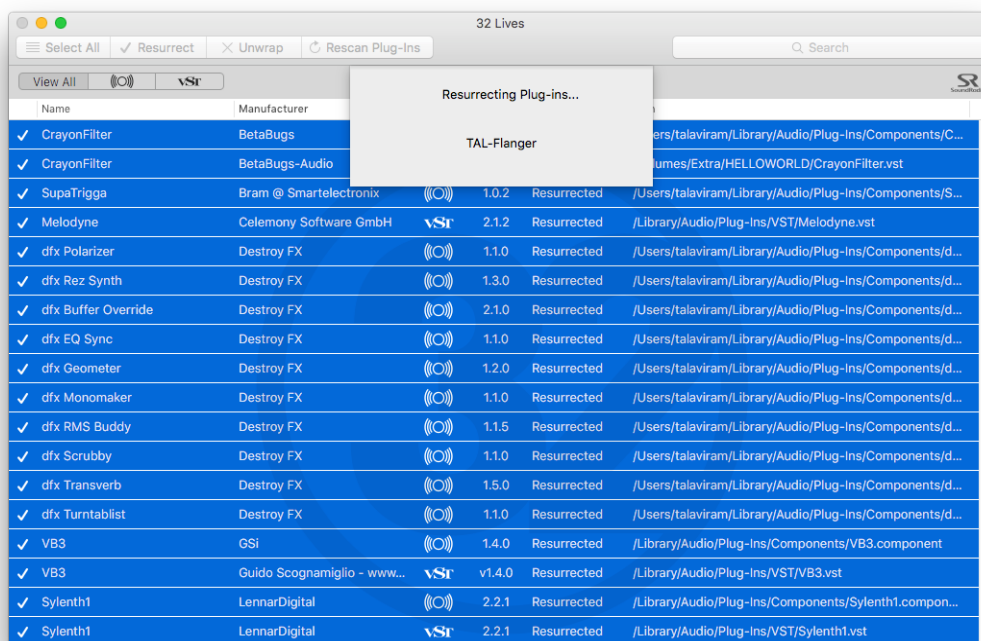 32 Lives
Select All Resurrect Unwrap Rescan Plug-Ins Search
View All VST SR
Resurrecting Plug-ins...
TAL-Flanger
Name Manufacturer
CrayonFilter BetaBugs ers/talaviram/Library/Audio/Plug-Ins/Components/C...
CrayonFilter BetaBugs-Audio lumes/Extra/HELLOWORLD/CrayonFilter.vst
SupaTrigga Bram @ Smartelectronix 1.0.2 Resurrected /Users/talaviram/Library/Audio/Plug-Ins/Components/S...
Melodyne Celemony Software GmbH VST 2.1.2 Resurrected /Library/Audio/Plug-Ins/VST/Melodyne.vst
dfx Polarizer Destroy FX 1.1.0 Resurrected /Users/talaviram/Library/Audio/Plug-Ins/Components/d...
dfx Rez Synth Destroy FX 1.3.0 Resurrected /Users/talaviram/Library/Audio/Plug-Ins/Components/d...
dfx Buffer Override Destroy FX 2.1.0 Resurrected /Users/talaviram/Library/Audio/Plug-Ins/Components/d...
dfx EQ Sync Destroy FX 1.1.0 Resurrected /Users/talaviram/Library/Audio/Plug-Ins/Components/d...
dfx Geometer Destroy FX 1.2.0 Resurrected /Users/talaviram/Library/Audio/Plug-Ins/Components/d...
dfx Monomaker Destroy FX 1.1.0 Resurrected /Users/talaviram/Library/Audio/Plug-Ins/Components/d...
dfx RMS Buddy Destroy FX 1.1.5 Resurrected /Users/talaviram/Library/Audio/Plug-Ins/Components/d...
dfx Scrubby Destroy FX 1.1.0 Resurrected /Users/talaviram/Library/Audio/Plug-Ins/Components/d...
dfx Transverb Destroy FX 1.5.0 Resurrected /Users/talaviram/Library/Audio/Plug-Ins/Components/d...
dfx Turntablist Destroy FX 1.1.0 Resurrected /Users/talaviram/Library/Audio/Plug-Ins/Components/d...
VB3 GSi 1.4.0 Resurrected /Library/Audio/Plug-Ins/Components/VB3.component
VB3 Guido Scognamiglio - www... VST v1.4.0 Resurrected /Library/Audio/Plug-Ins/VST/VB3.vst
Sylenth1 LennarDigital 2.2.1 Resurrected /Library/Audio/Plug-Ins/Components/Sylenth1.compon...
Sylenth1 LennarDigital VST 2.2.1 Resurrected /Library/Audio/Plug-Ins/VST/Sylenth1.vst